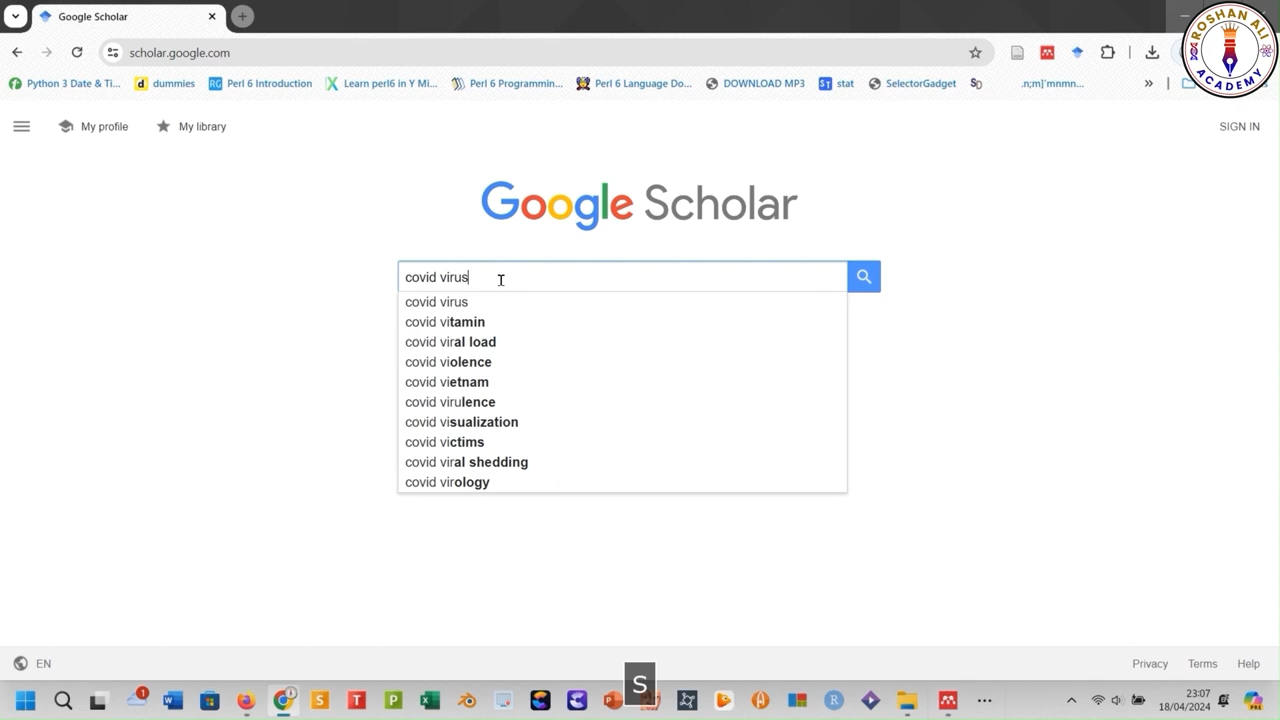 Google Scholar
scholar.google.com
Python 3 Date & Ti...
dummies
Perl 6 Introduction
Learn perl6 in Y Mi...
Perl 6 Programmin...
Perl 6 Language Do...
DOWNLOAD MP3
stat
SelectorGadget
.n;m]'mnmn...
My profile
My library
SIGN IN
ROSHAN ALI
ACADEMY
Google Scholar
covid virus
covid virus
covid vitamin
covid viral load
covid violence
covid vietnam
covid virulence
covid visualization
covid victims
covid viral shedding
covid virology
EN
Privacy
Terms
Help
S
23:07
18/04/2024